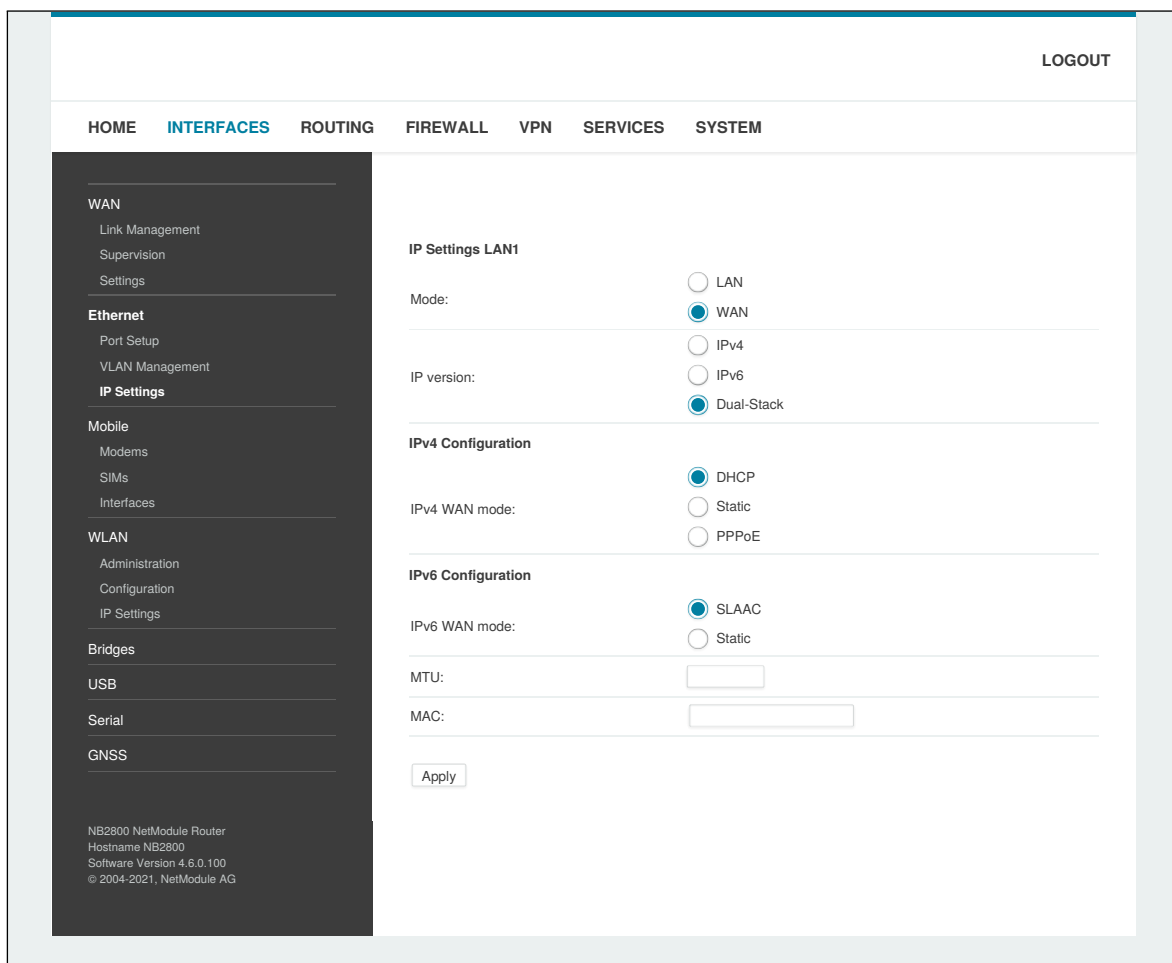 LOGOUT
HOME INTERFACES ROUTING FIREWALL VPN SERVICES SYSTEM
WAN
Link Management
Supervision
Settings
Ethernet
Port Setup
VLAN Management
IP Settings
Mobile
Modems
SIMs
Interfaces
WLAN
Administration
Configuration
IP Settings
Bridges
USB
Serial
GNSS
NB2800 NetModule Router
Hostname NB2800
Software Version 4.6.0.100
© 2004-2021, NetModule AG
IP Settings LAN1
Mode:
LAN
WAN
IP version:
IPv4
IPv6
Dual-Stack
IPv4 Configuration
IPv4 WAN mode:
DHCP
Static
PPPoE
IPv6 Configuration
IPv6 WAN mode:
SLAAC
Static
MTU:
MAC:
Apply